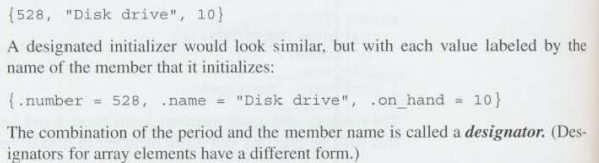 {528, "Disk drive", 10}
A designated initializer would look similar, but with each value labeled by the
name of the member that it initializes:
{.number = 528, .name = "Disk drive", .on_hand = 10}
The combination of the period and the member name is called a designator. (Des-
ignators for array elements have a different form.)